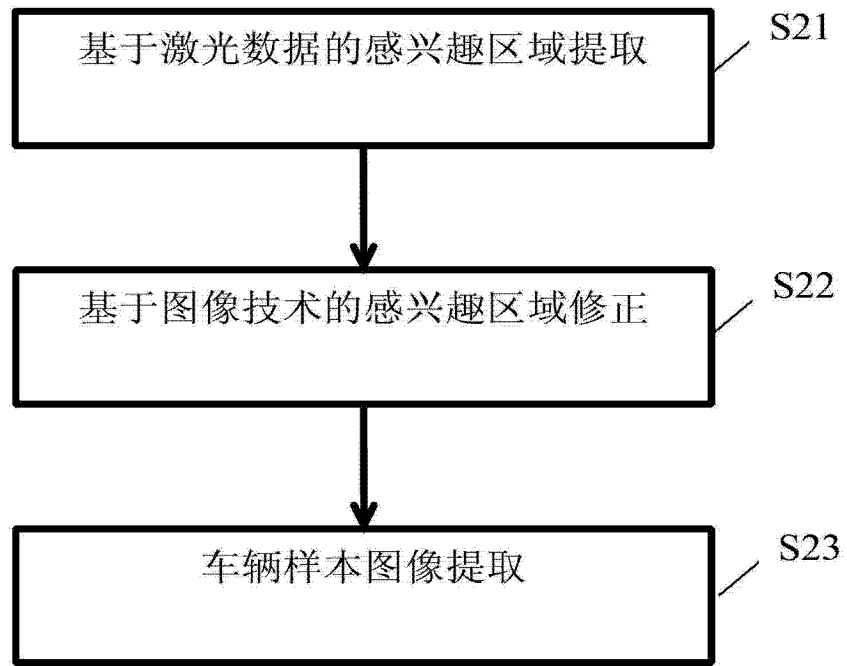 基于激光数据的感兴趣区域提取
S21
基于图像技术的感兴趣区域修正
S22
车辆样本图像提取
S23